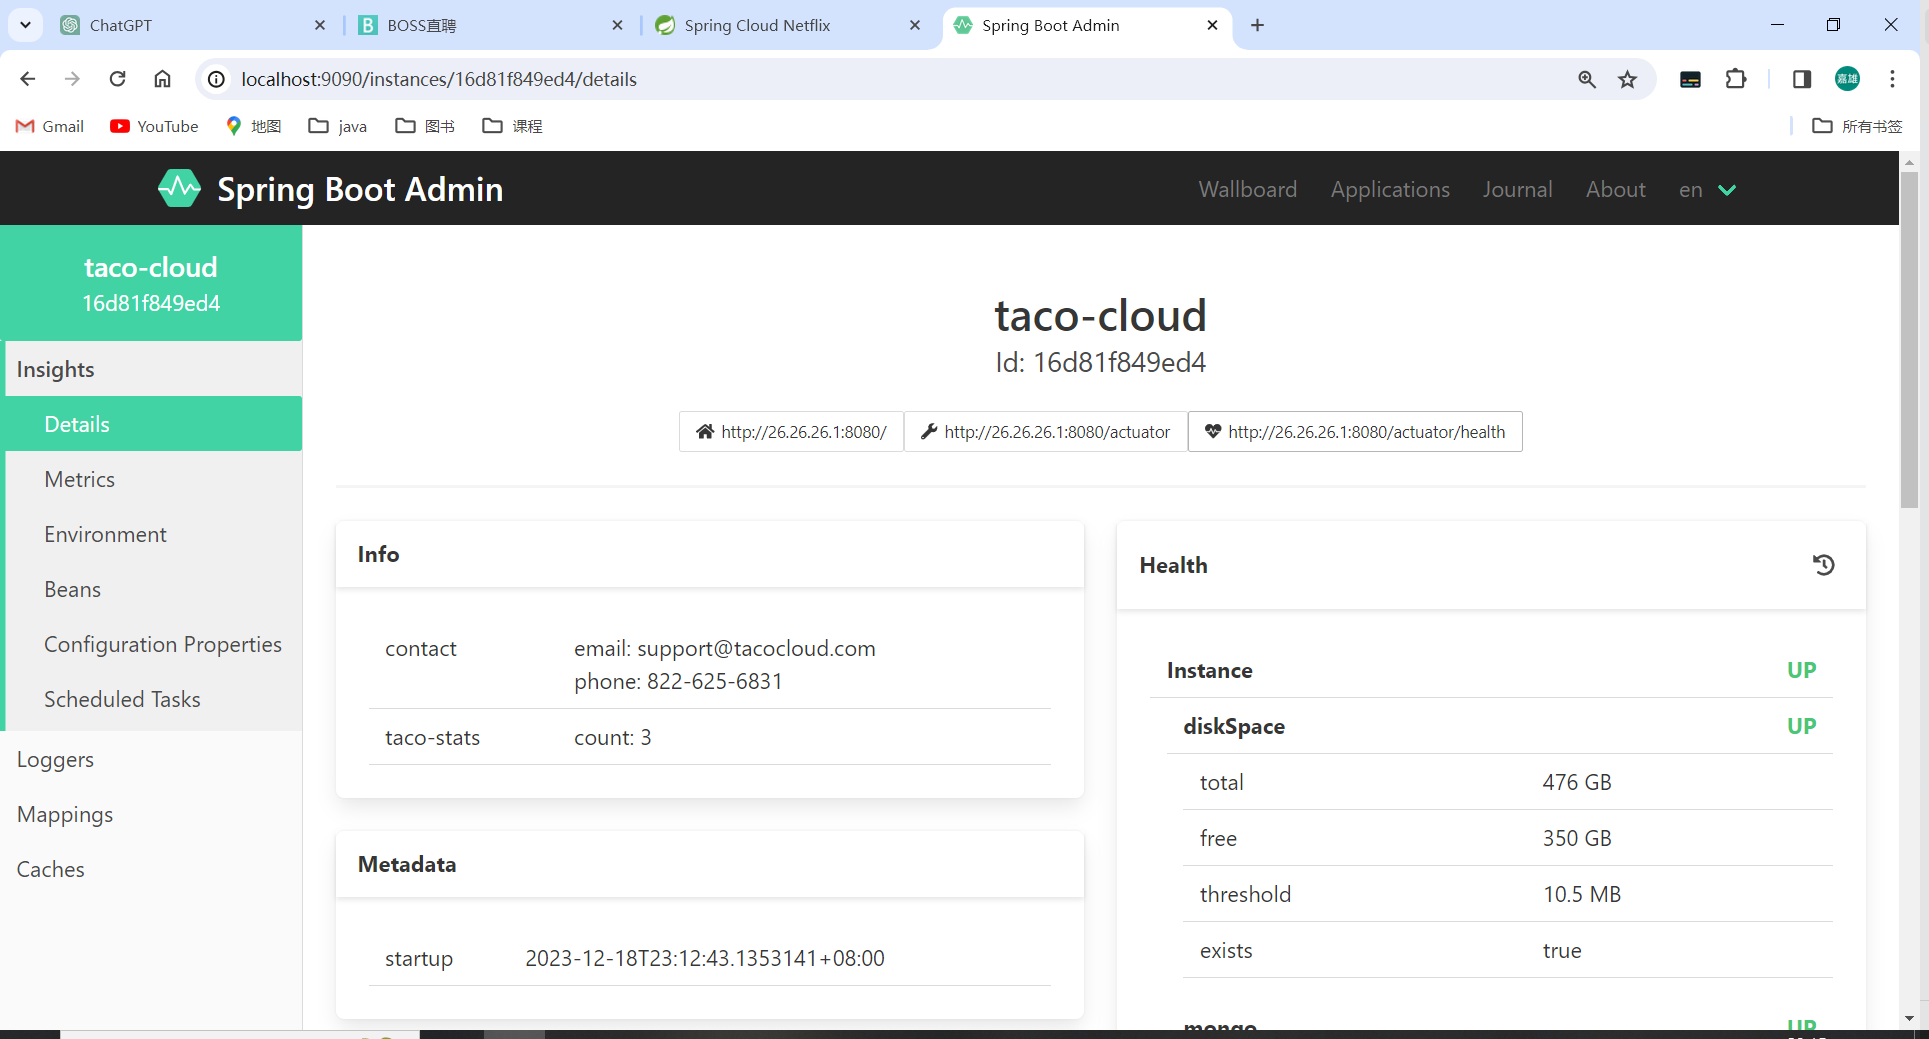 ChatGPT
BOSS直聘
Spring Cloud Netflix
Spring Boot Admin
localhost:9090/instances/16d81f849ed4/details
嘉雄
Gmail
YouTube
地图
java
图书
课程
所有书签
Spring Boot Admin
Wallboard
Applications
Journal
About
en
taco-cloud
16d81f849ed4
Insights
Details
Metrics
Environment
Beans
Configuration Properties
Scheduled Tasks
Loggers
Mappings
Caches
taco-cloud
Id: 16d81f849ed4
http://26.26.26.1:8080/
http://26.26.26.1:8080/actuator
http://26.26.26.1:8080/actuator/health
Info
contact email: support@tacocloud.com
phone: 822-625-6831
taco-stats count: 3
Metadata
startup 2023-12-18T23:12:43.1353141+08:00
Health
Instance UP
diskSpace UP
total 476 GB
free 350 GB
threshold 10.5 MB
exists true
mongo UP